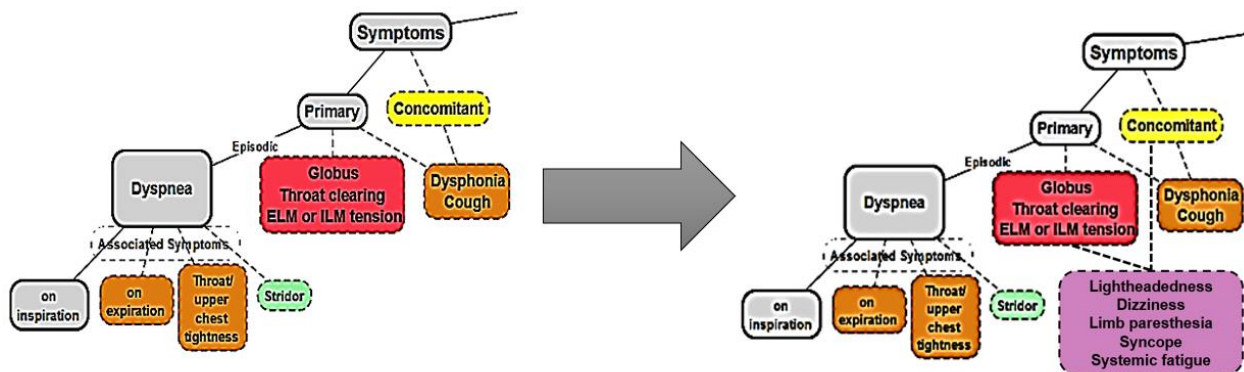 Symptoms
Primary
Concomitant
Episodic
Dyspnea
Globus
Throat clearing
ELM or ILM tension
Dysphonia
Cough
Associated Symptoms
on
inspiration
on
expiration
Throat/
upper
chest
tightness
Stridor
Symptoms
Primary
Concomitant
Episodic
Dyspnea
Globus
Throat clearing
ELM or ILM tension
Dysphonia
Cough
Associated Symptoms
on
inspiration
on
expiration
Throat/
upper
chest
tightness
Stridor
Lightheadedness
Dizziness
Limb paresthesia
Syncope
Systemic fatigue